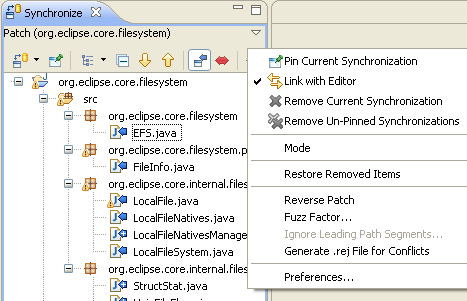 Synchronize
Patch (org.eclipse.core.filesystem)
org.eclipse.core.filesystem
src
org.eclipse.core.filesystem
EFS.java
org.eclipse.core.filesystem.p
FileInfo.java
org.eclipse.core.internal.files
LocalFile.java
LocalFileNatives.java
LocalFileNativesManage
LocalFileSystem.java
org.eclipse.core.internal.files
StructStat.java
Pin Current Synchronization
Link with Editor
Remove Current Synchronization
Remove Un-Pinned Synchronizations
Mode
Restore Removed Items
Reverse Patch
Fuzz Factor...
Ignore Leading Path Segments...
Generate .rej File for Conflicts
Preferences...